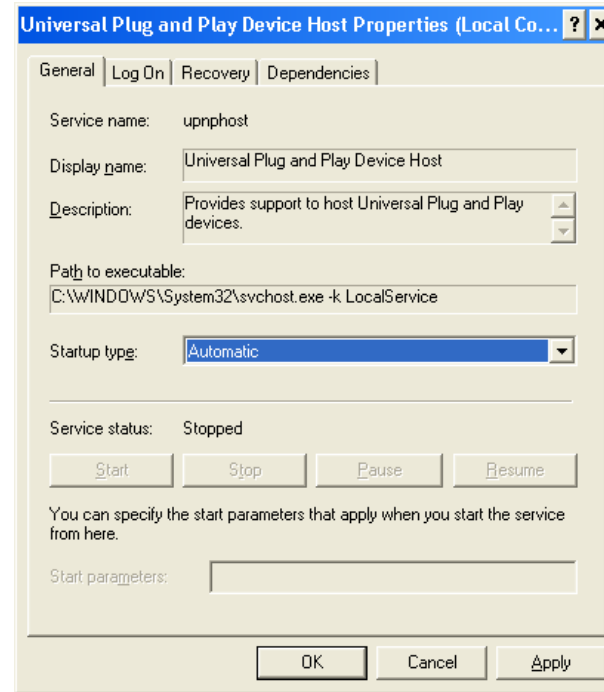 Universal Plug and Play Device Host Properties (Local Co... ? ×
General Log On Recovery Dependencies
Service name: upnphost
Display name: Universal Plug and Play Device Host
Description: Provides support to host Universal Plug and Play
devices.
Path to executable:
C:\WINDOWS\System32\svchost.exe -k LocalService
Startup type: Automatic
Service status: Stopped
Start Stop Pause Resume
You can specify the start parameters that apply when you start the service
from here.
Start parameters:
OK Cancel Apply